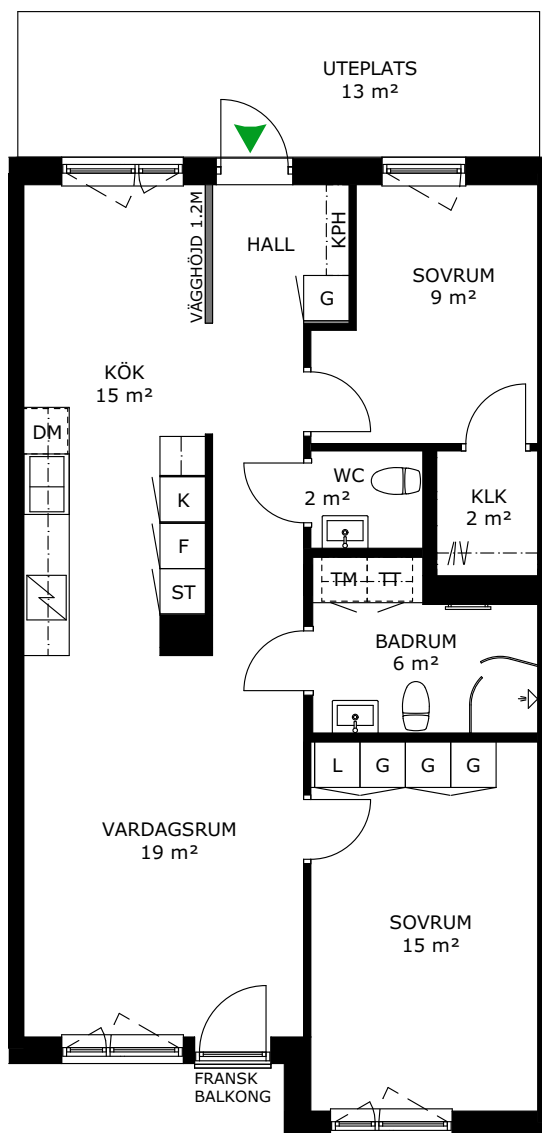 UTEPLATS
13 m²
VÄGGHÖJD 1.2M
HALL
KPH
G
SOVRUM
9 m²
KÖK
15 m²
DM
K
F
ST
WC
2 m²
KLK
2 m²
TM
TT
BADRUM
6 m²
L
G
G
G
VARDAGSRUM
19 m²
SOVRUM
15 m²
FRANSK
BALKONG